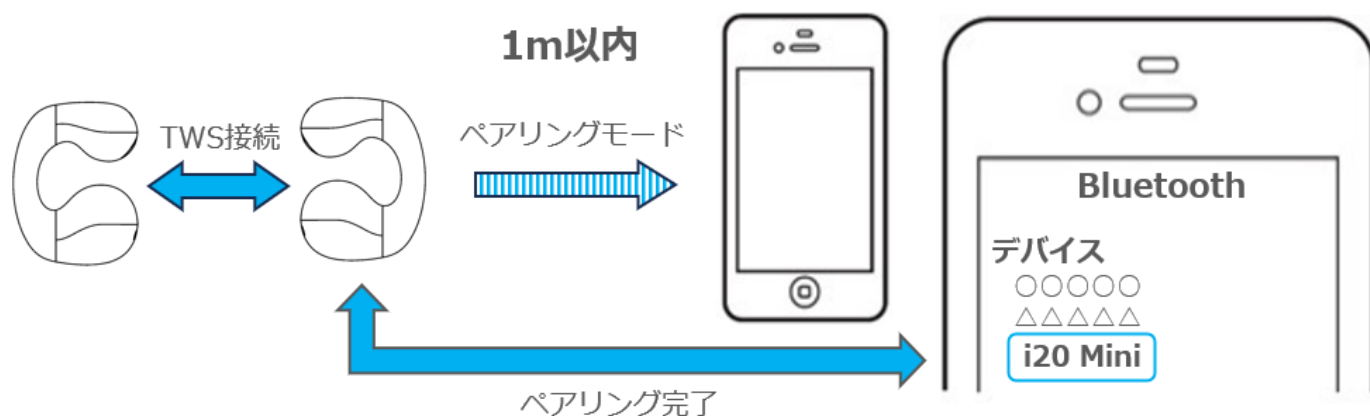 1m以内
TWS接続
ペアリングモード
Bluetooth
デバイス
○○○○○
△△△△△
i20 Mini
ペアリング完了